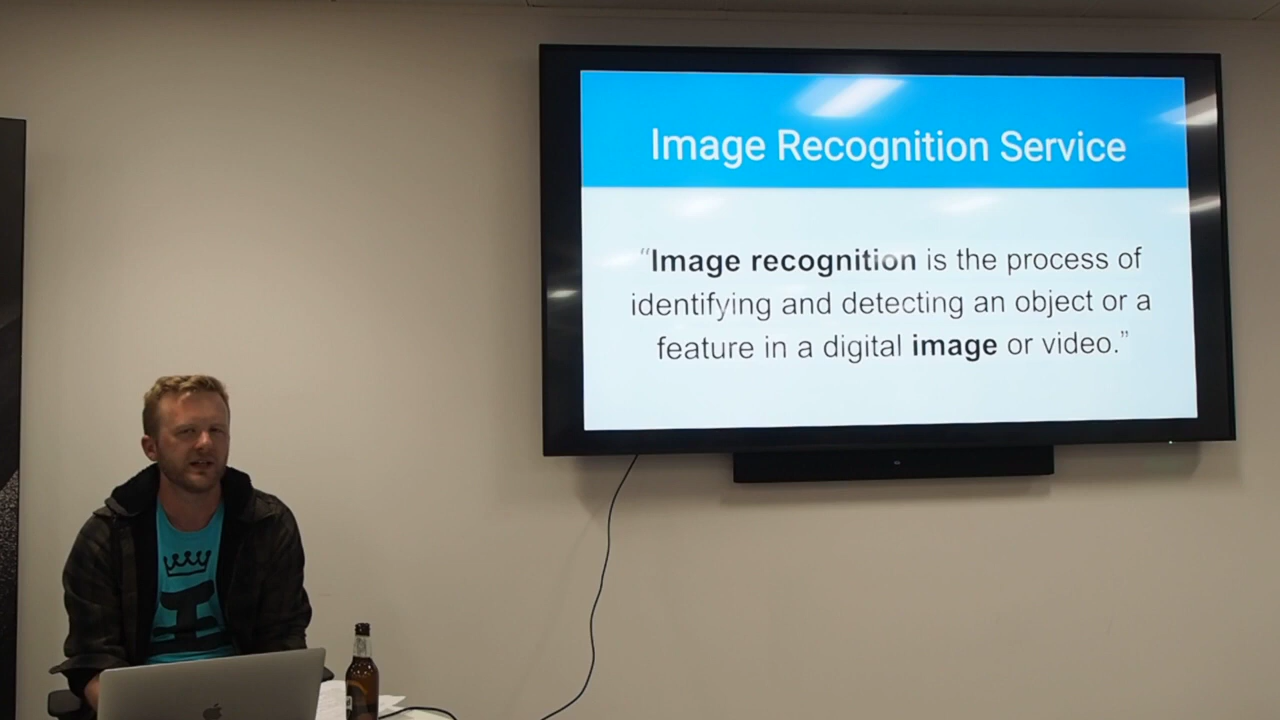 Image Recognition Service
“Image recognition is the process of
identifying and detecting an object or a
feature in a digital image or video.”
I